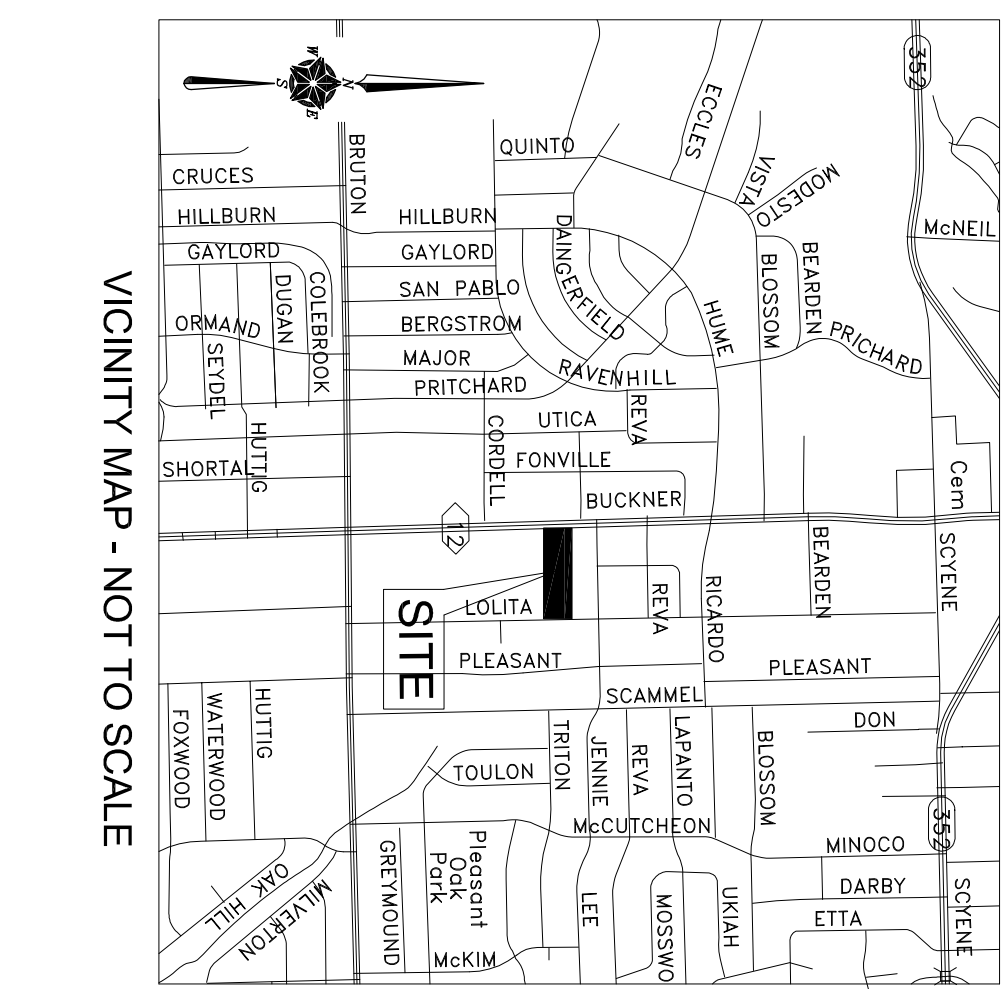 W
S
N
E
352
ECCLES
QUINTO
BRUTON
CRUCES
VISTA
MODESTO
HILLBURN
HILLBURN
McNEIL
GAYLORD
GAYLORD
DAINGERFIELD
BLOSSOM
BEARDEN
DUGAN
COLEBROOK
SAN PABLO
ORMAND
BERGSTROM
HUME
PRICHARD
SEYDEL
MAJOR
RAVENHILL
PRITCHARD
UTICA
REVA
HUTTIG
CORDELL
SHORTAL
FONVILLE
BUCKNER
Cem
12
BEARDEN
SCYENE
LOLITA
REVA
RICARDO
SITE
PLEASANT
PLEASANT
SCAMMEL
FOXWOOD
WATERWOOD
HUTTIG
DON
TRITON
JENNIE
REVA
LAPANTO
BLOSSOM
TOULON
352
McCUTCHEON
MINOCO
GREYMOUND
Pleasant
Oak
Park
OAK HILL
MILVERTON
LEE
MOSSWO
UKIAH
DARBY
ETTA
SCYENE
McKIM
VICINITY MAP - NOT TO SCALE